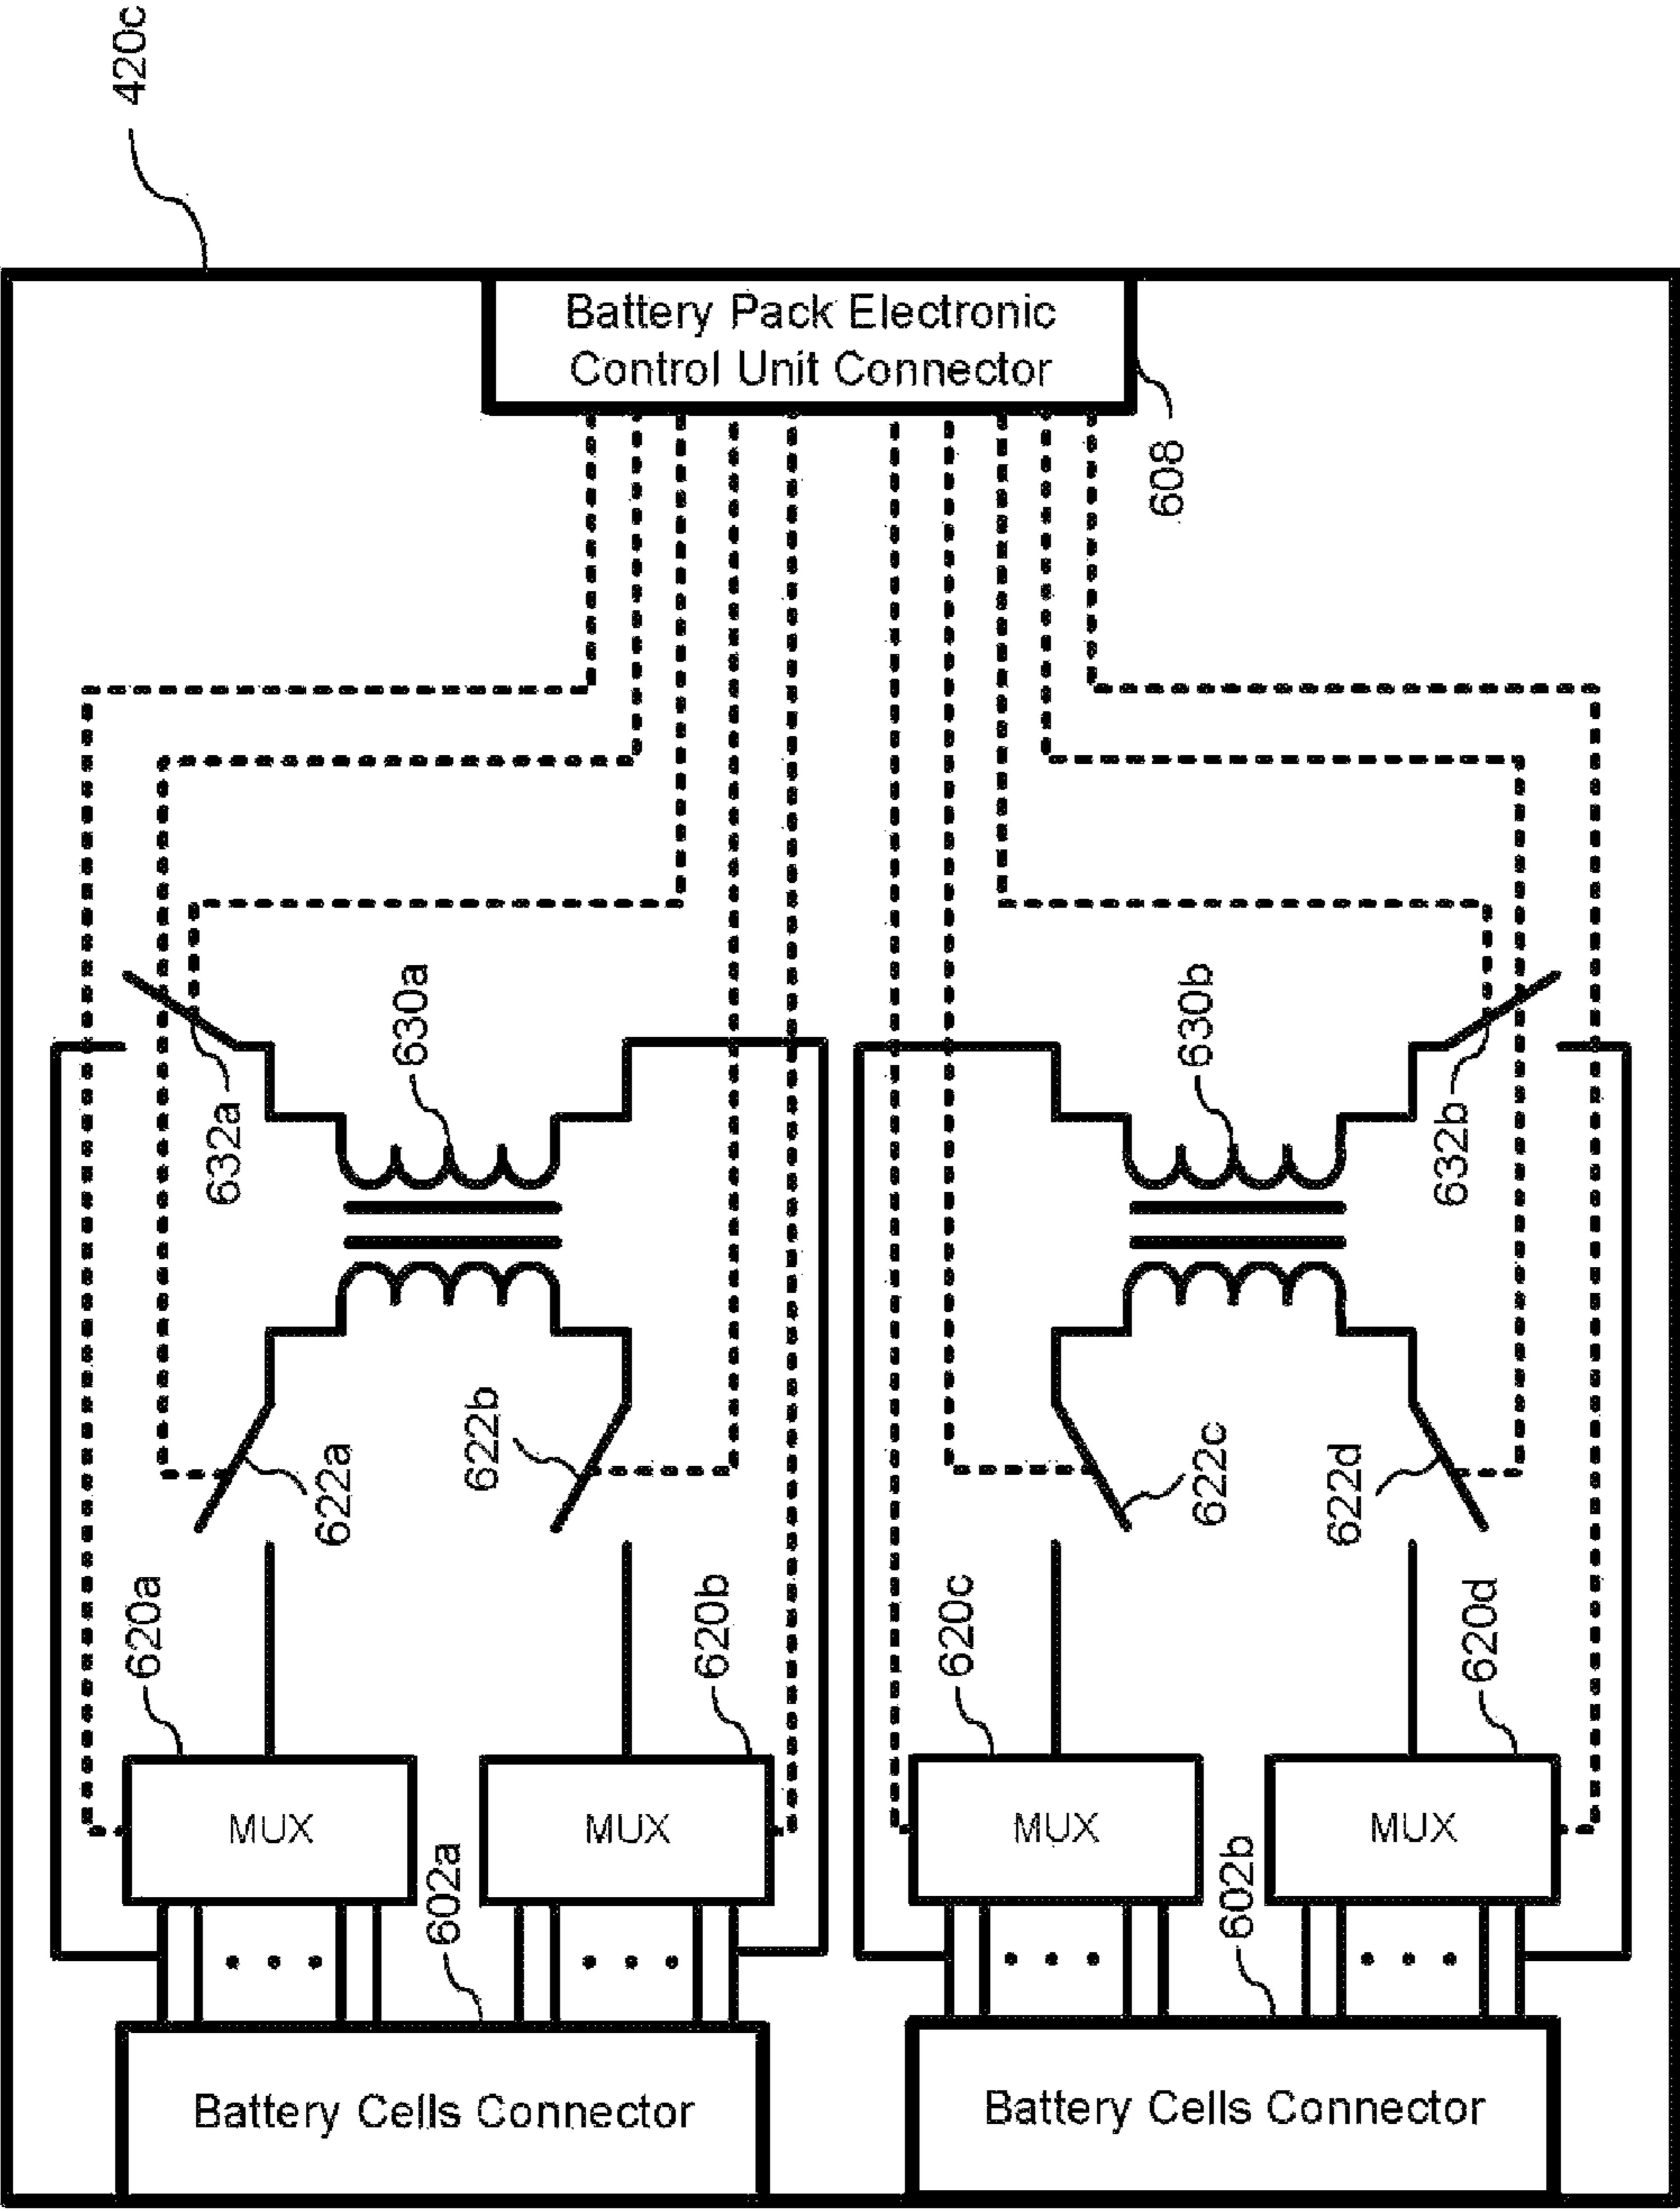 420c
Battery Pack Electronic
Control Unit Connector
608
632a
630a
630b
632b
622a
622b
622c
622d
620a
620b
620c
620d
MUX
MUX
MUX
MUX
602a
602b
Battery Cells Connector
Battery Cells Connector